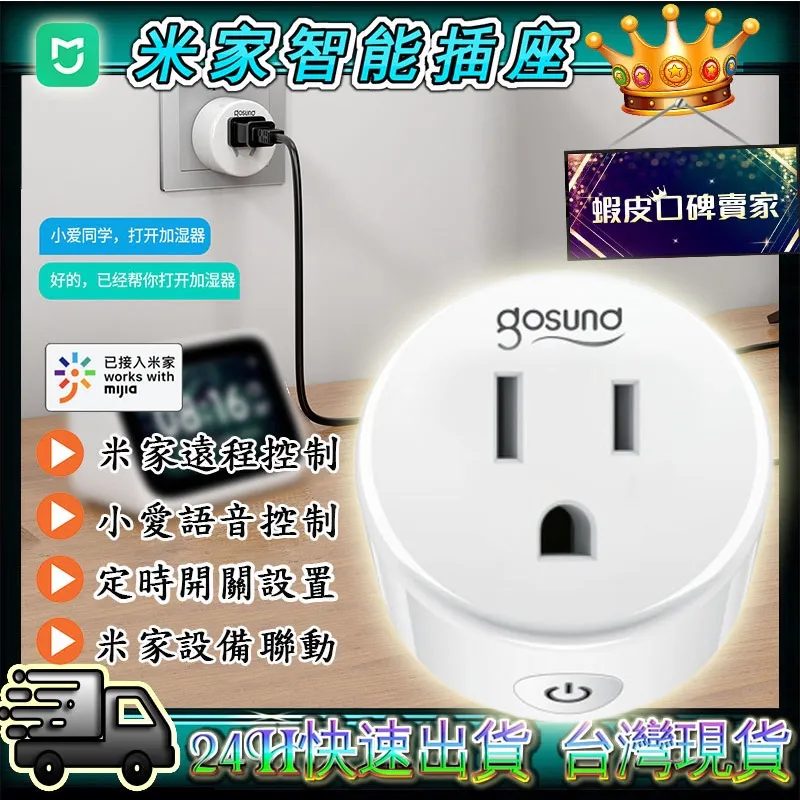 米家智能插座
gosund
蝦皮口碑賣家
小爱同学，打开加湿器
好的，已经帮你打开加湿器
gosund
已接入米家
works with
mijia
08:16
米家遠程控制
小愛語音控制
定時開關設置
米家設備聯動
24H快速出貨 台灣現貨